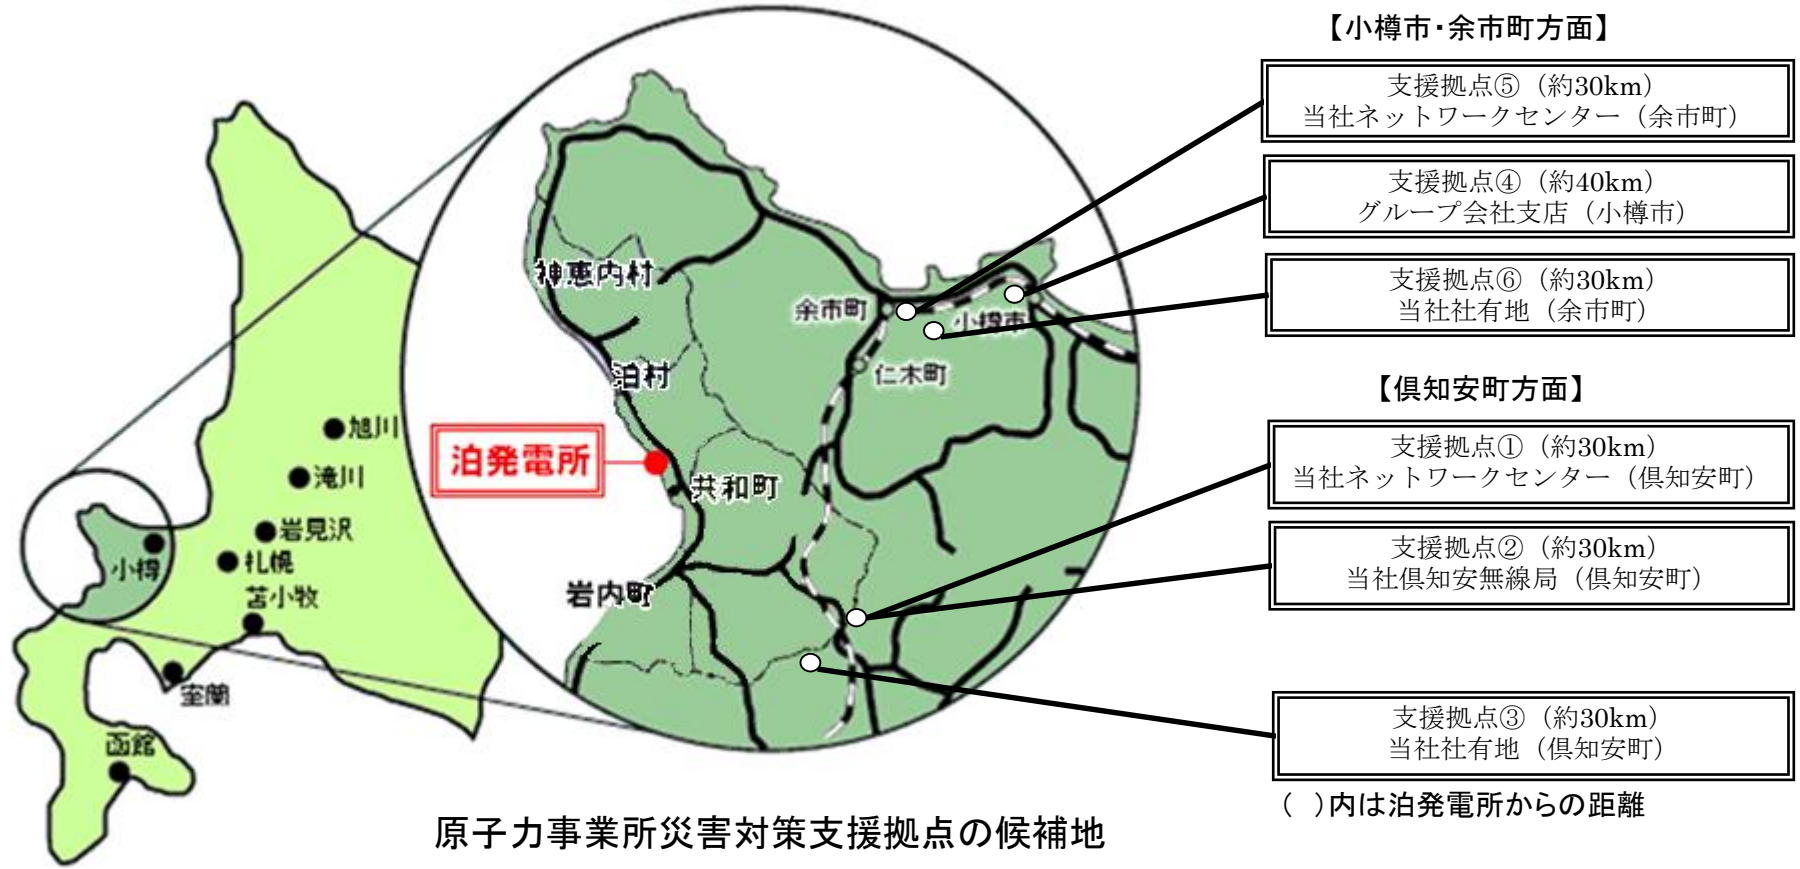 【小樽市・余市町方面】
支援拠点⑤（約30km）
当社ネットワークセンター（余市町）
支援拠点④（約40km）
グループ会社支店（小樽市）
支援拠点⑥（約30km）
当社社有地（余市町）
【倶知安町方面】
支援拠点①（約30km）
当社ネットワークセンター（倶知安町）
支援拠点②（約30km）
当社倶知安無線局（倶知安町）
支援拠点③（約30km）
当社社有地（倶知安町）
（　）内は泊発電所からの距離
神恵内村
余市町
小樽市
仁木町
泊村
泊発電所
共和町
岩内町
旭川
滝川
岩見沢
札幌
小樽
苫小牧
室蘭
函館
原子力事業所災害対策支援拠点の候補地